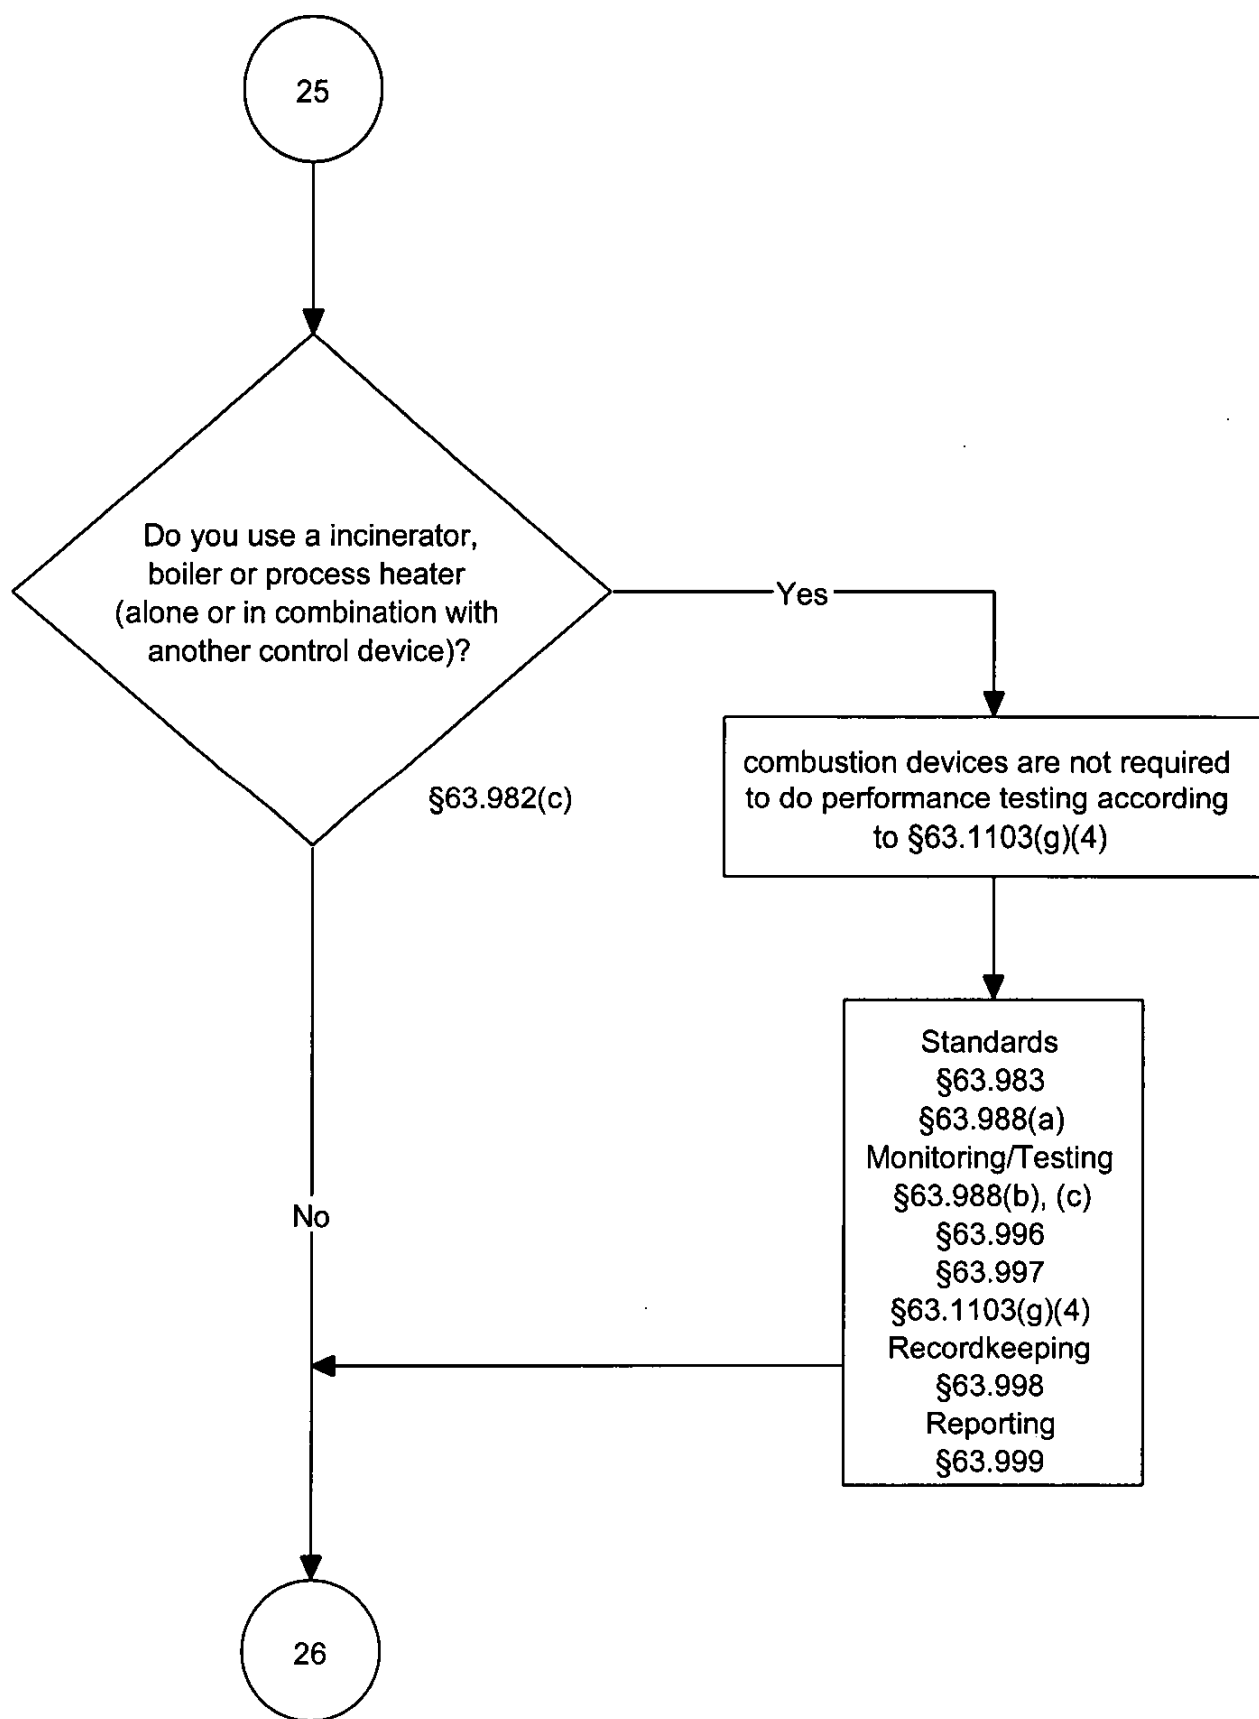 25
Do you use a incinerator,
boiler or process heater
(alone or in combination with
another control device)?
Yes
§63.982(c)
combustion devices are not required
to do performance testing according
to §63.1103(g)(4)
Standards
§63.983
§63.988(a)
Monitoring/Testing
§63.988(b), (c)
§63.996
§63.997
§63.1103(g)(4)
Recordkeeping
§63.998
Reporting
§63.999
No
26